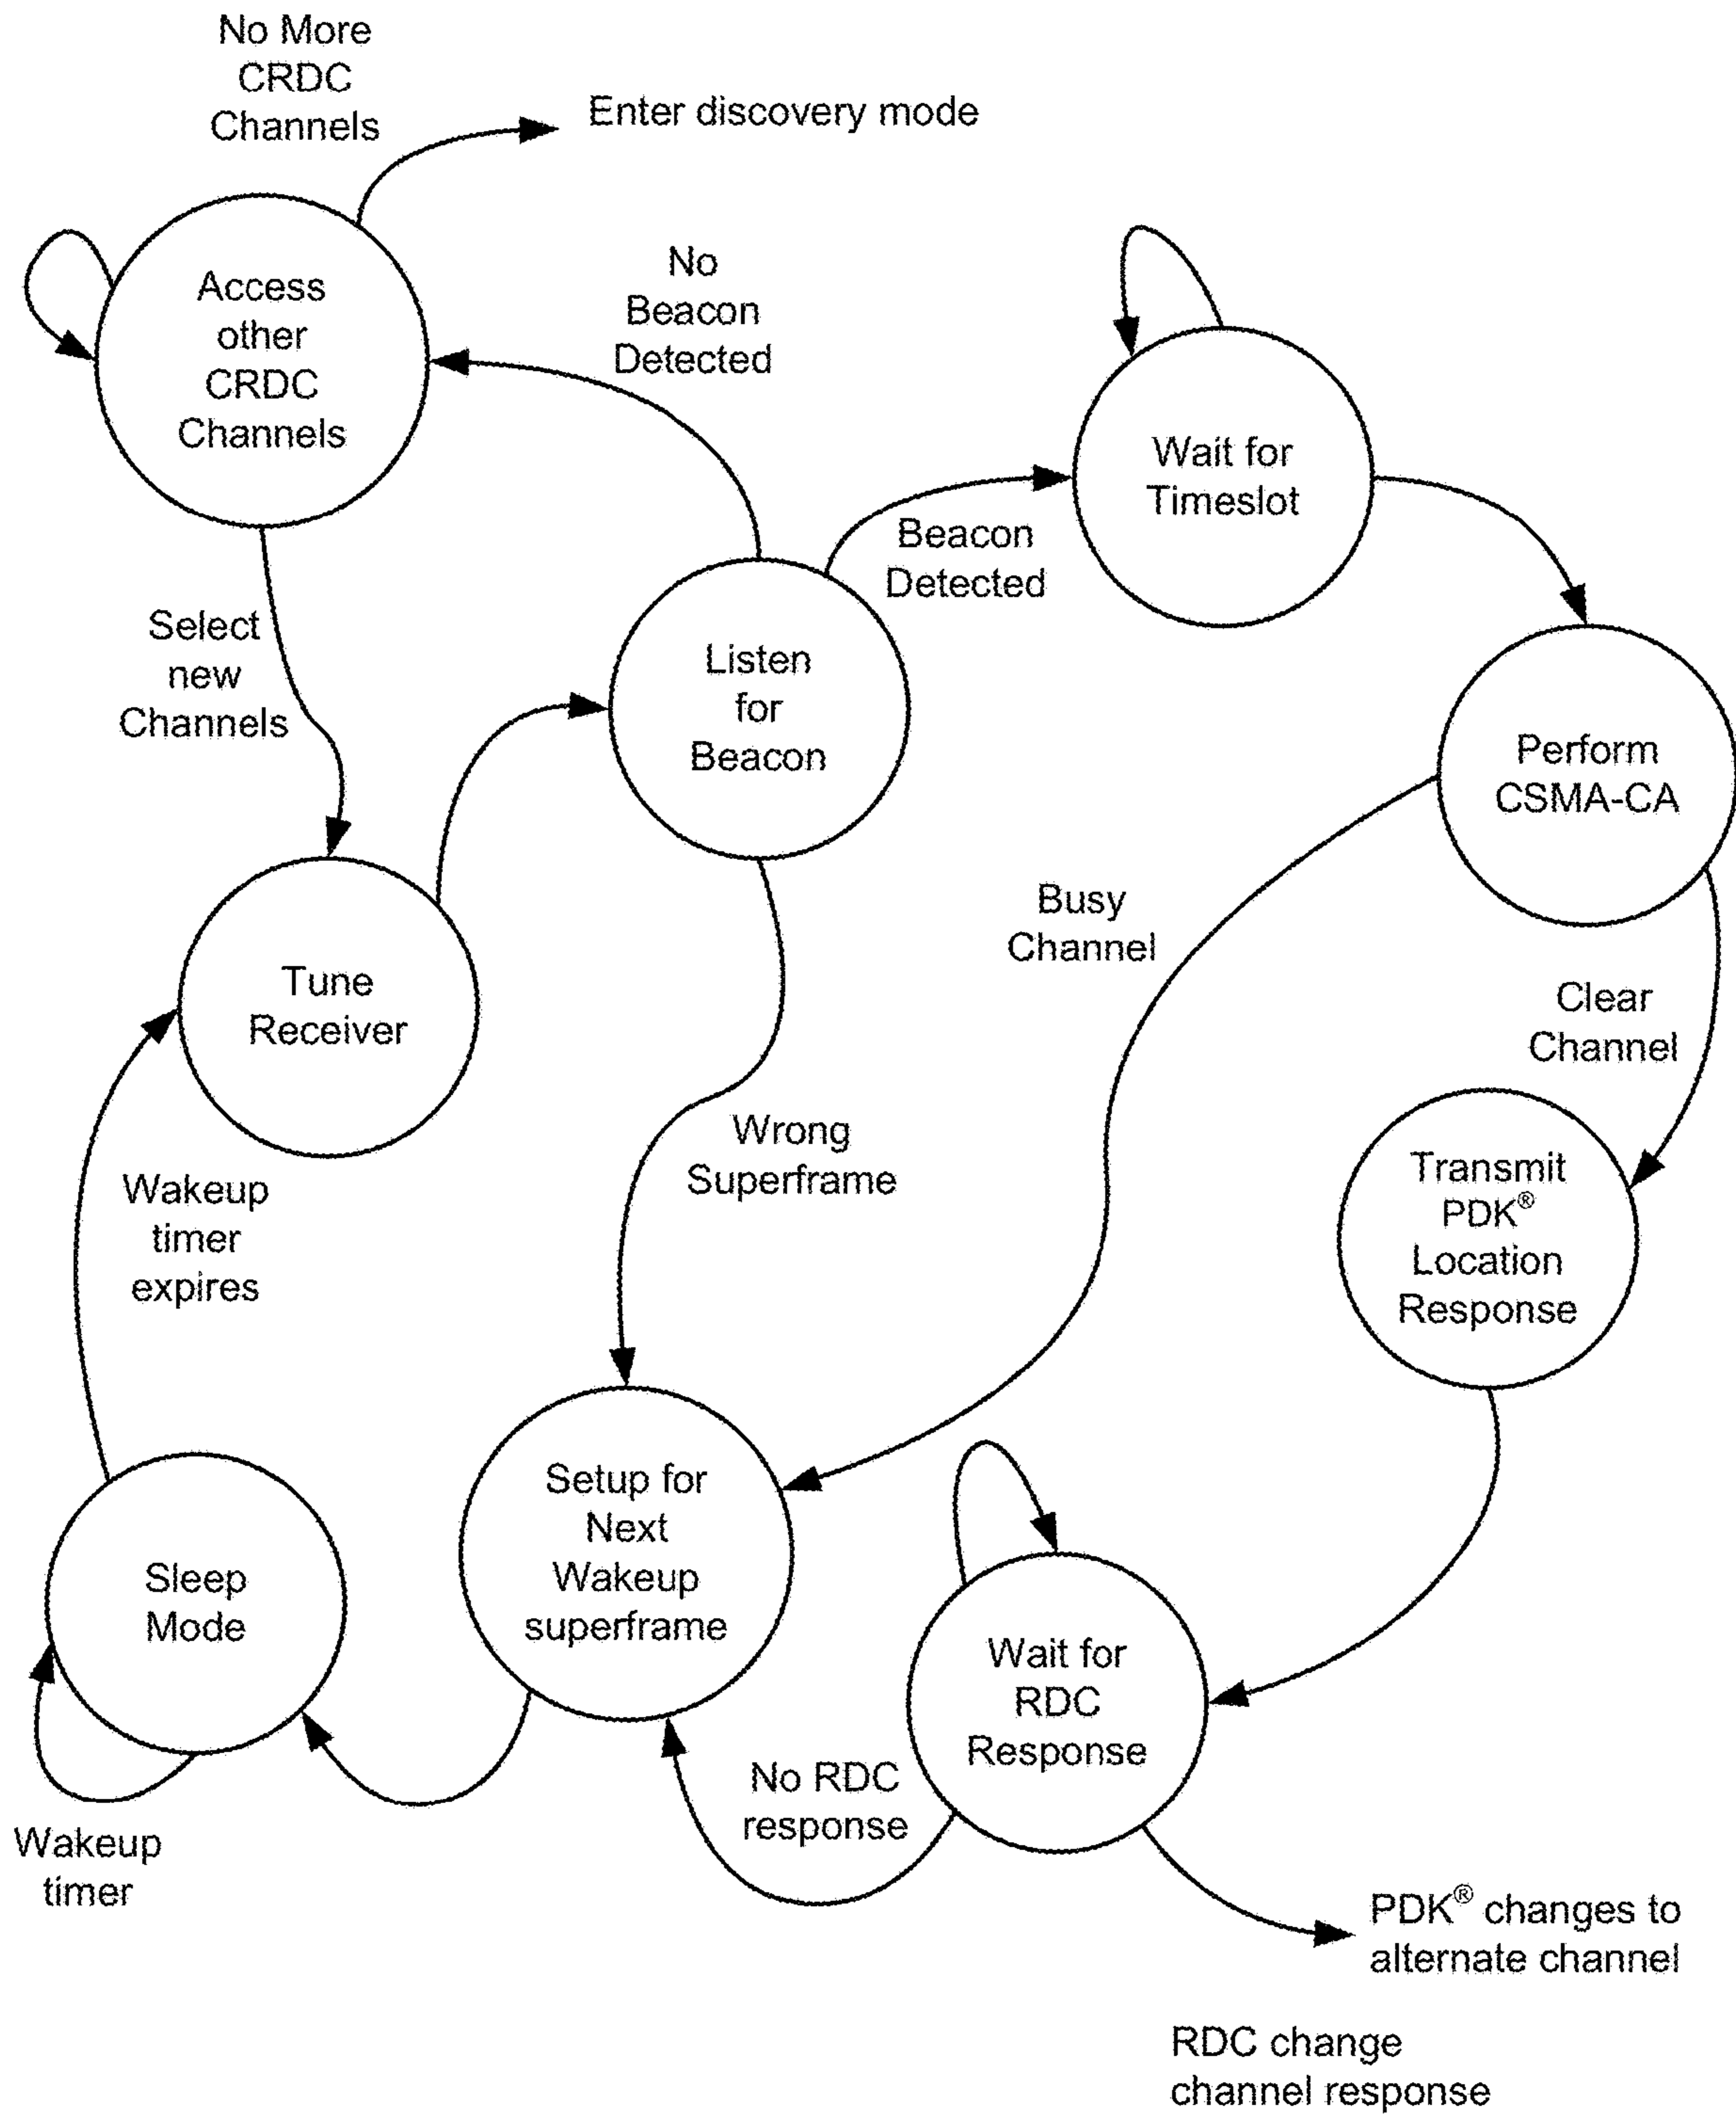 No More
CRDC
Channels
Enter discovery mode
Access
other
CRDC
Channels
No
Beacon
Detected
Wait for
Timeslot
Beacon
Detected
Select
new
Channels
Listen
for
Beacon
Perform
CSMA-CA
Busy
Channel
Tune
Receiver
Clear
Channel
Wrong
Superframe
Wakeup
timer
expires
Transmit
PDK®
Location
Response
Setup for
Next
Wakeup
superframe
Sleep
Mode
Wait for
RDC
Response
No RDC
response
Wakeup
timer
PDK® changes to
alternate channel
RDC change
channel response